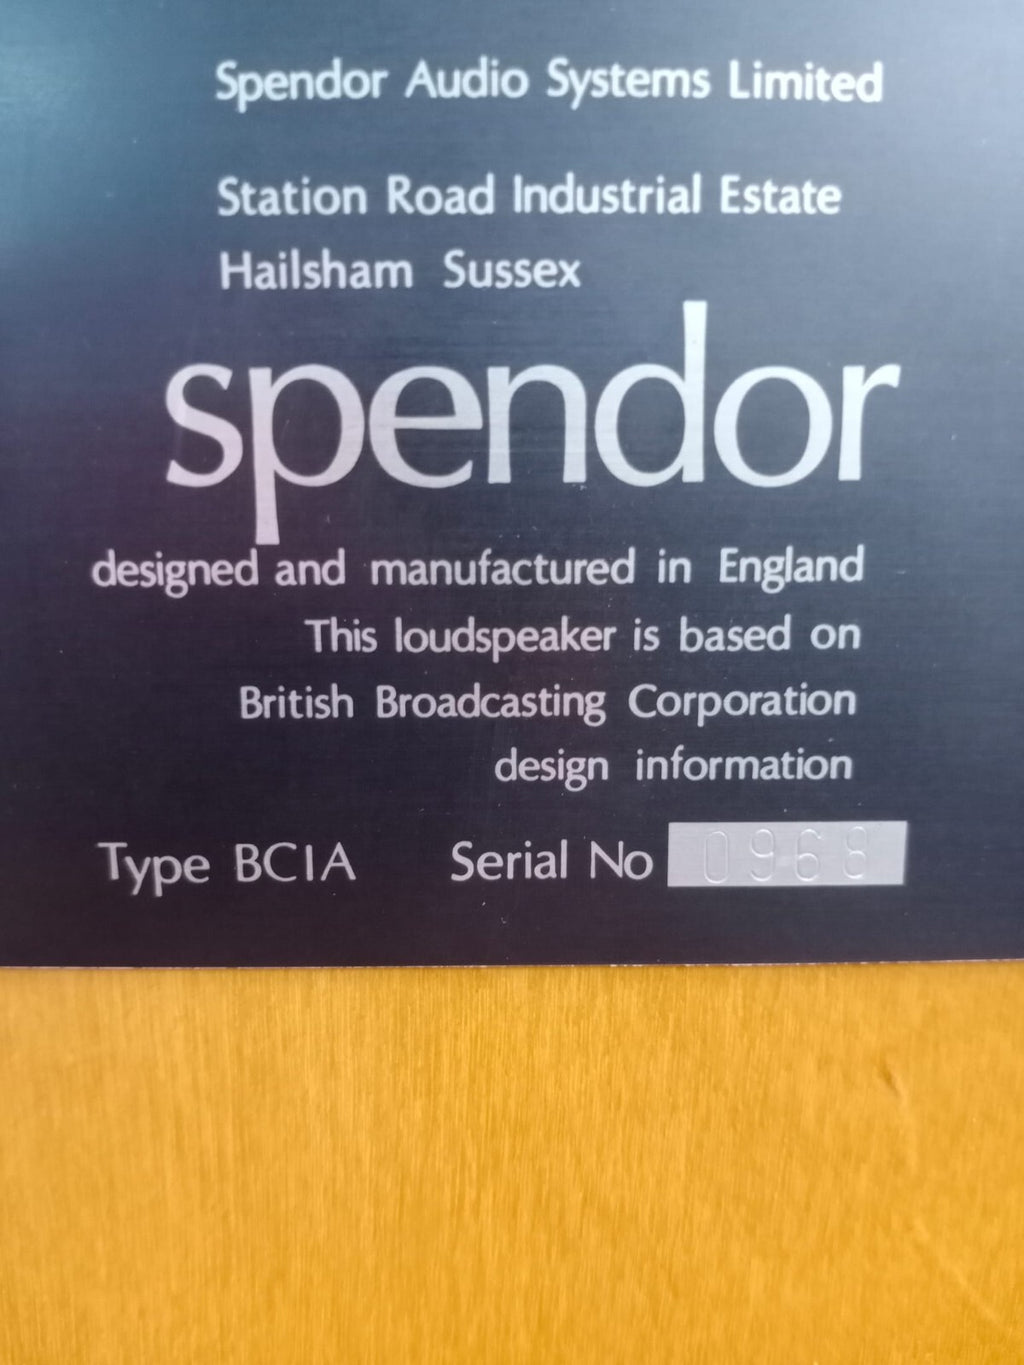 Spendor Audio Systems Limited
Station Road Industrial Estate
Hailsham Sussex
spendor
designed and manufactured in England
This loudspeaker is based on
British Broadcasting Corporation
design information
Type BC1A Serial No 0968